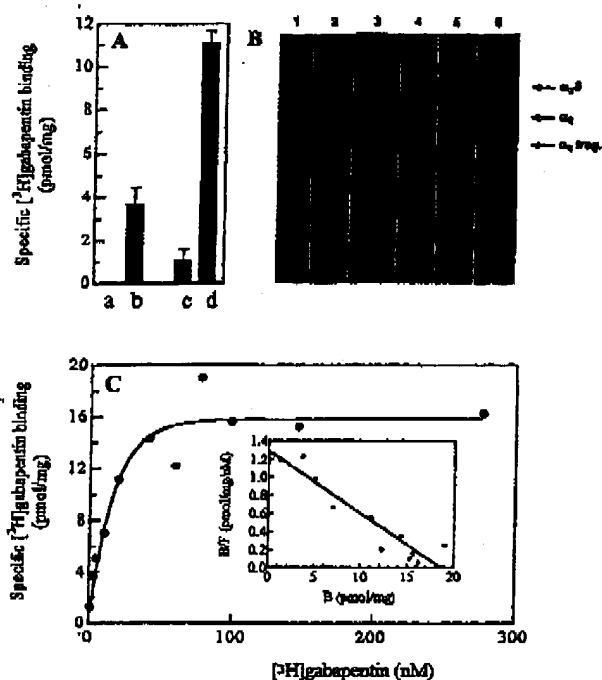 A
Specific [³H]gabapentin binding
(pmol/mg)
12
10
8
6
4
2
0
a b c d
B
1 2 3 4 5 6
α₂δ
α₂
α₂ frag.
C
Specific [³H]gabapentin binding
(pmol/mg)
20
16
12
8
4
0
0 100 200 300
[³H]gabapentin (nM)
B/F (pmol/mg/nM)
1.4
1.2
1.0
0.8
0.6
0.4
0.2
0.0
0 5 10 15 20
B (pmol/mg)